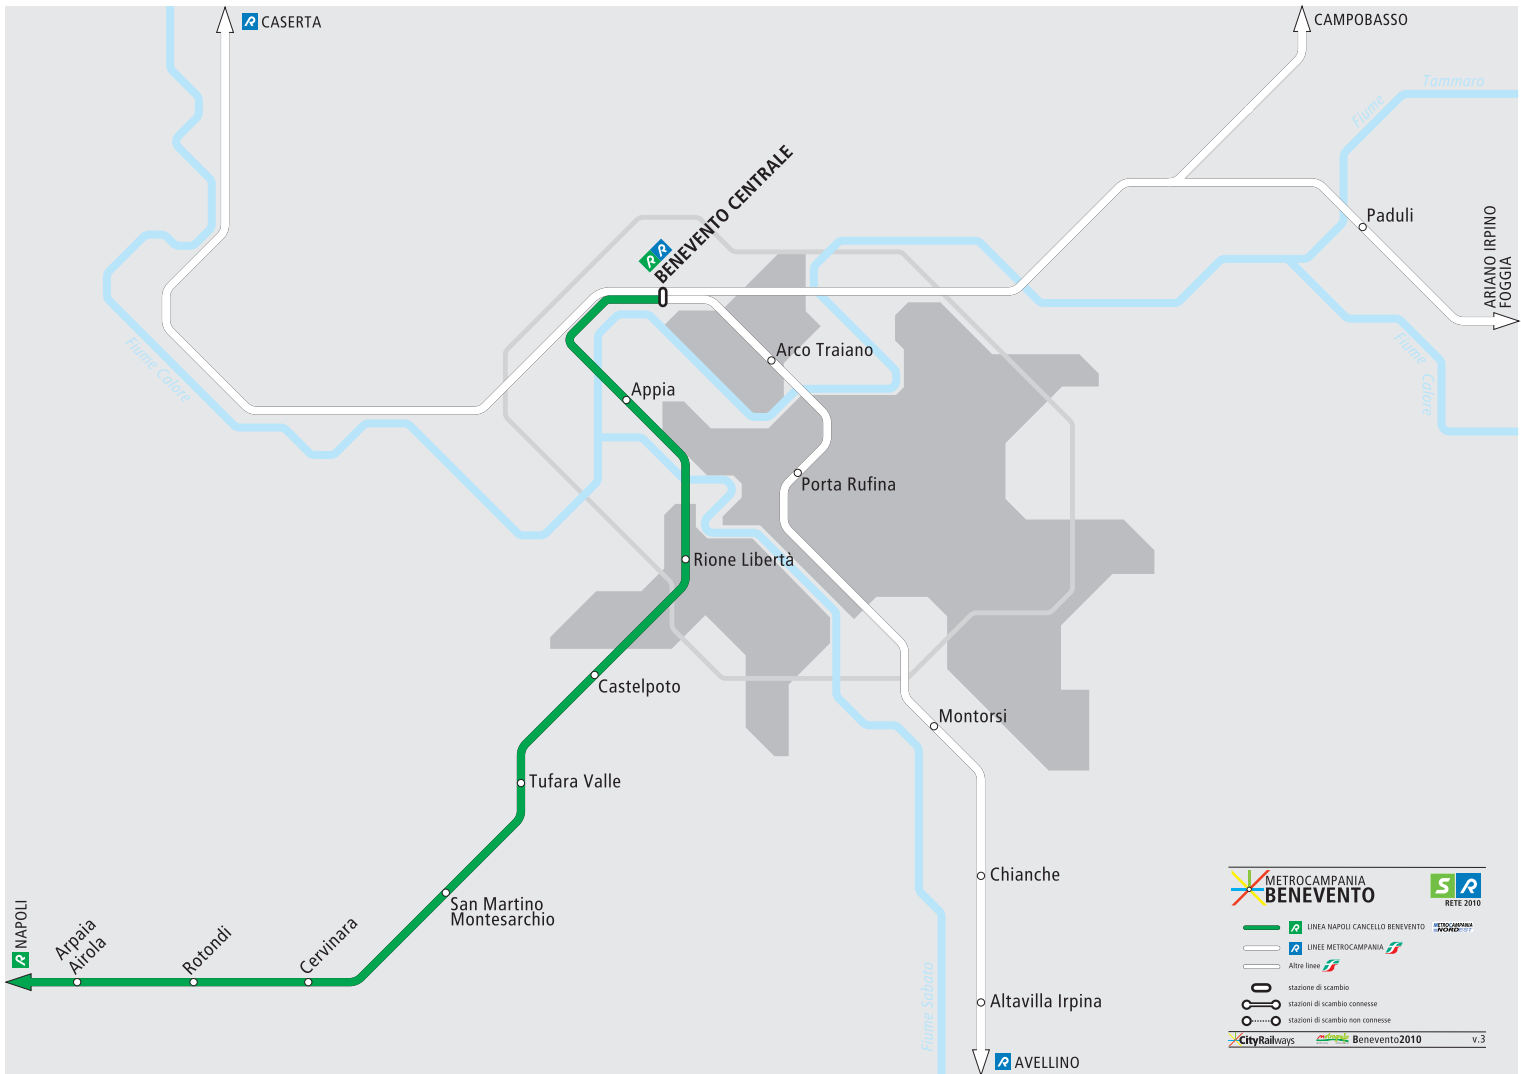 R CASERTA
CAMPOBASSO
Fiume
Tammaro
R R BENEVENTO CENTRALE
Paduli
ARIANO IRPINO
FOGGIA
Fiume Calore
Fiume Calore
Arco Traiano
Appia
Porta Rufina
Rione Libertà
Castelpoto
Montorsi
Tufara Valle
Chianche
San Martino
Montesarchio
R NAPOLI
Arpaia
Airola
Rotondi
Cervinara
Altavilla Irpina
Fiume Sabato
R AVELLINO
METROCAMPANIA
BENEVENTO
S R
RETE 2010
R LINEA NAPOLI CANCELLO BENEVENTO METROCAMPANIA NORDEST
R LINEE METROCAMPANIA
Altre linee
stazione di scambio
stazioni di scambio connesse
stazioni di scambio non connesse
CityRailways
Benevento2010
v.3